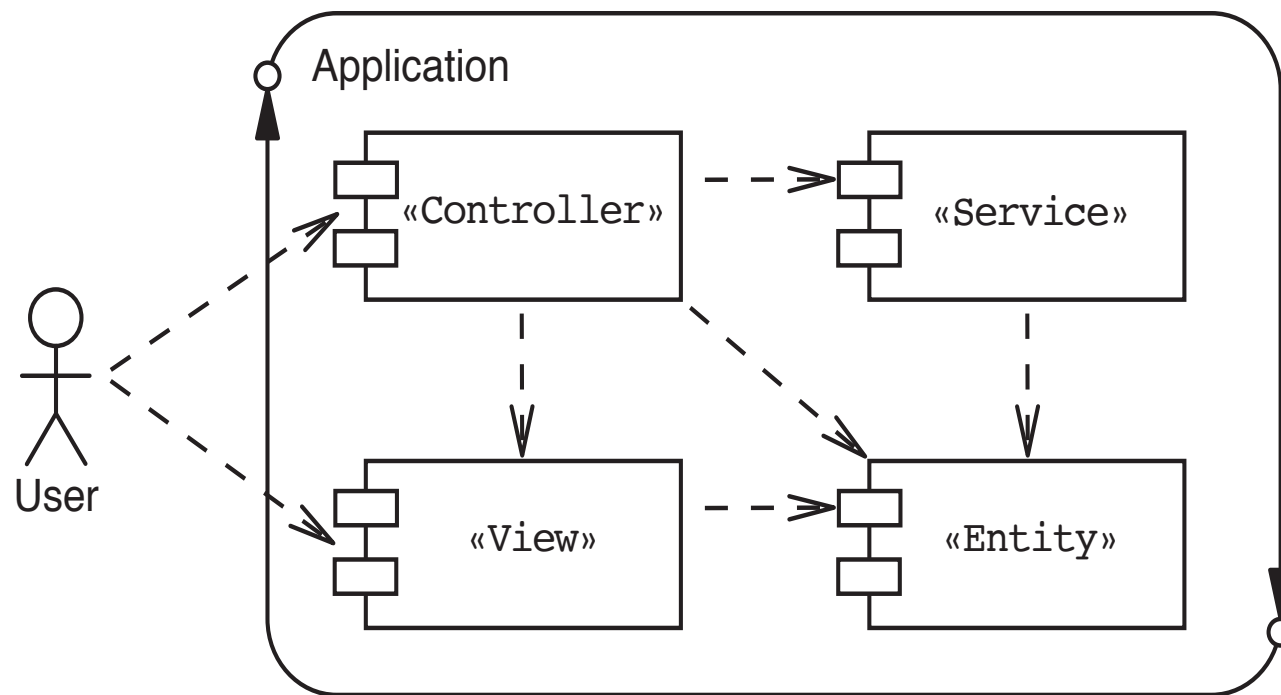 Application
«Controller»
«Service»
User
«View»
«Entity»